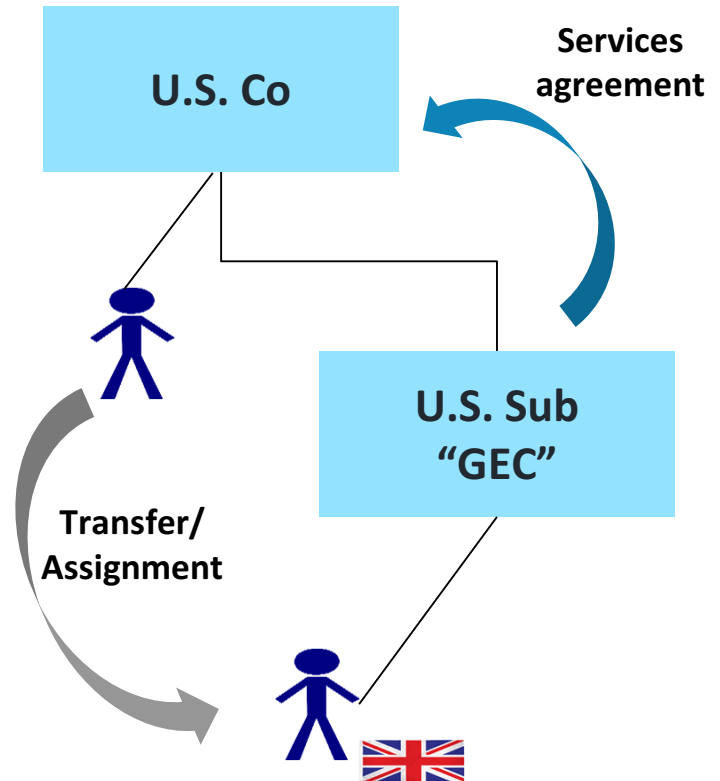 U.S. Co
Services
agreement
U.S. Sub
“GEC”
Transfer/
Assignment